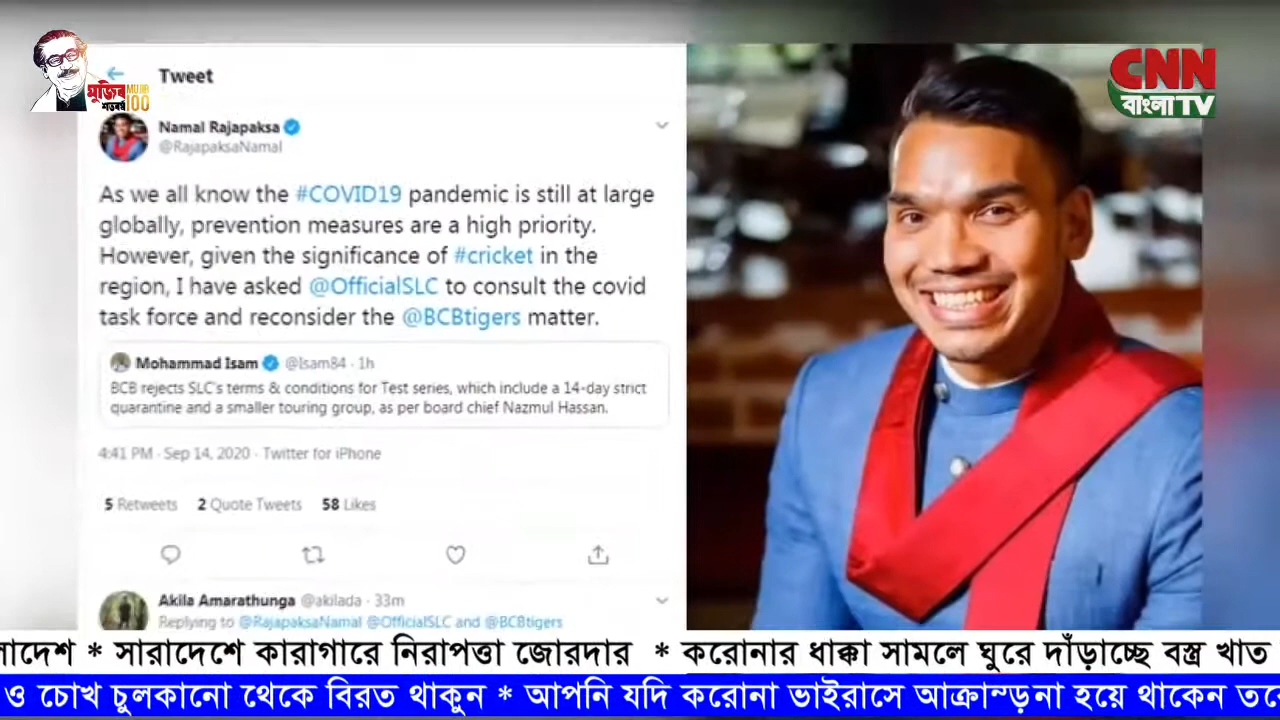 মুজিব
শতবর্ষ
MUJIB
100
CNN
বাংলা TV
Tweet
Namal Rajapaksa
@RajapaksaNamal
As we all know the #COVID19 pandemic is still at large
globally, prevention measures are a high priority.
However, given the significance of #cricket in the
region, I have asked @OfficialSLC to consult the covid
task force and reconsider the @BCBtigers matter.
Mohammad Isam @Isam84 · 1h
BCB rejects SLC's terms & conditions for Test series, which include a 14-day strict
quarantine and a smaller touring group, as per board chief Nazmul Hassan.
4:41 PM · Sep 14, 2020 · Twitter for iPhone
5 Retweets 2 Quote Tweets 58 Likes
Akila Amarathunga @akilada · 33m
Replying to @RajapaksaNamal @OfficialSLC and @BCBtigers
লাদেশ * সারাদেশে কারাগারে নিরাপত্তা জোরদার * করোনার ধাক্কা সামলে ঘুরে দাঁড়াচ্ছে বস্ত্র খাত
ও চোখ চুলকানো থেকে বিরত থাকুন * আপনি যদি করোনা ভাইরাসে আক্রান্ড়না হয়ে থাকেন তবে